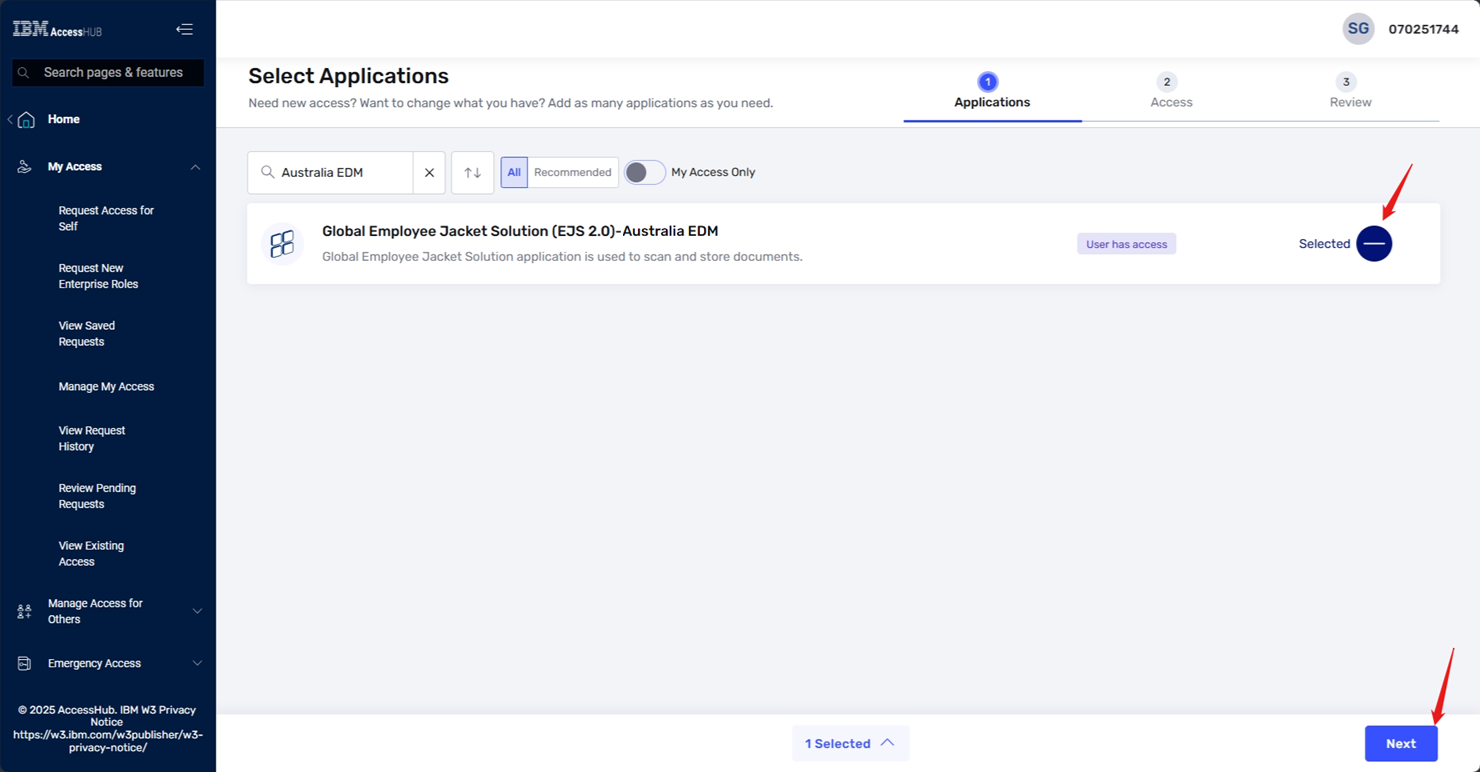 IBM AccessHUB
Search pages & features
Home
My Access
Request Access for
Self
Request New
Enterprise Roles
View Saved
Requests
Manage My Access
View Request
History
Review Pending
Requests
View Existing
Access
Manage Access for
Others
Emergency Access
© 2025 AccessHub. IBM W3 Privacy
Notice
https://w3.ibm.com/w3publisher/w3-
privacy-notice/
SG 070251744
Select Applications
Need new access? Want to change what you have? Add as many applications as you need.
1 Applications
2 Access
3 Review
Australia EDM
All Recommended
My Access Only
Global Employee Jacket Solution (EJS 2.0)-Australia EDM
Global Employee Jacket Solution application is used to scan and store documents.
User has access
Selected
1 Selected
Next